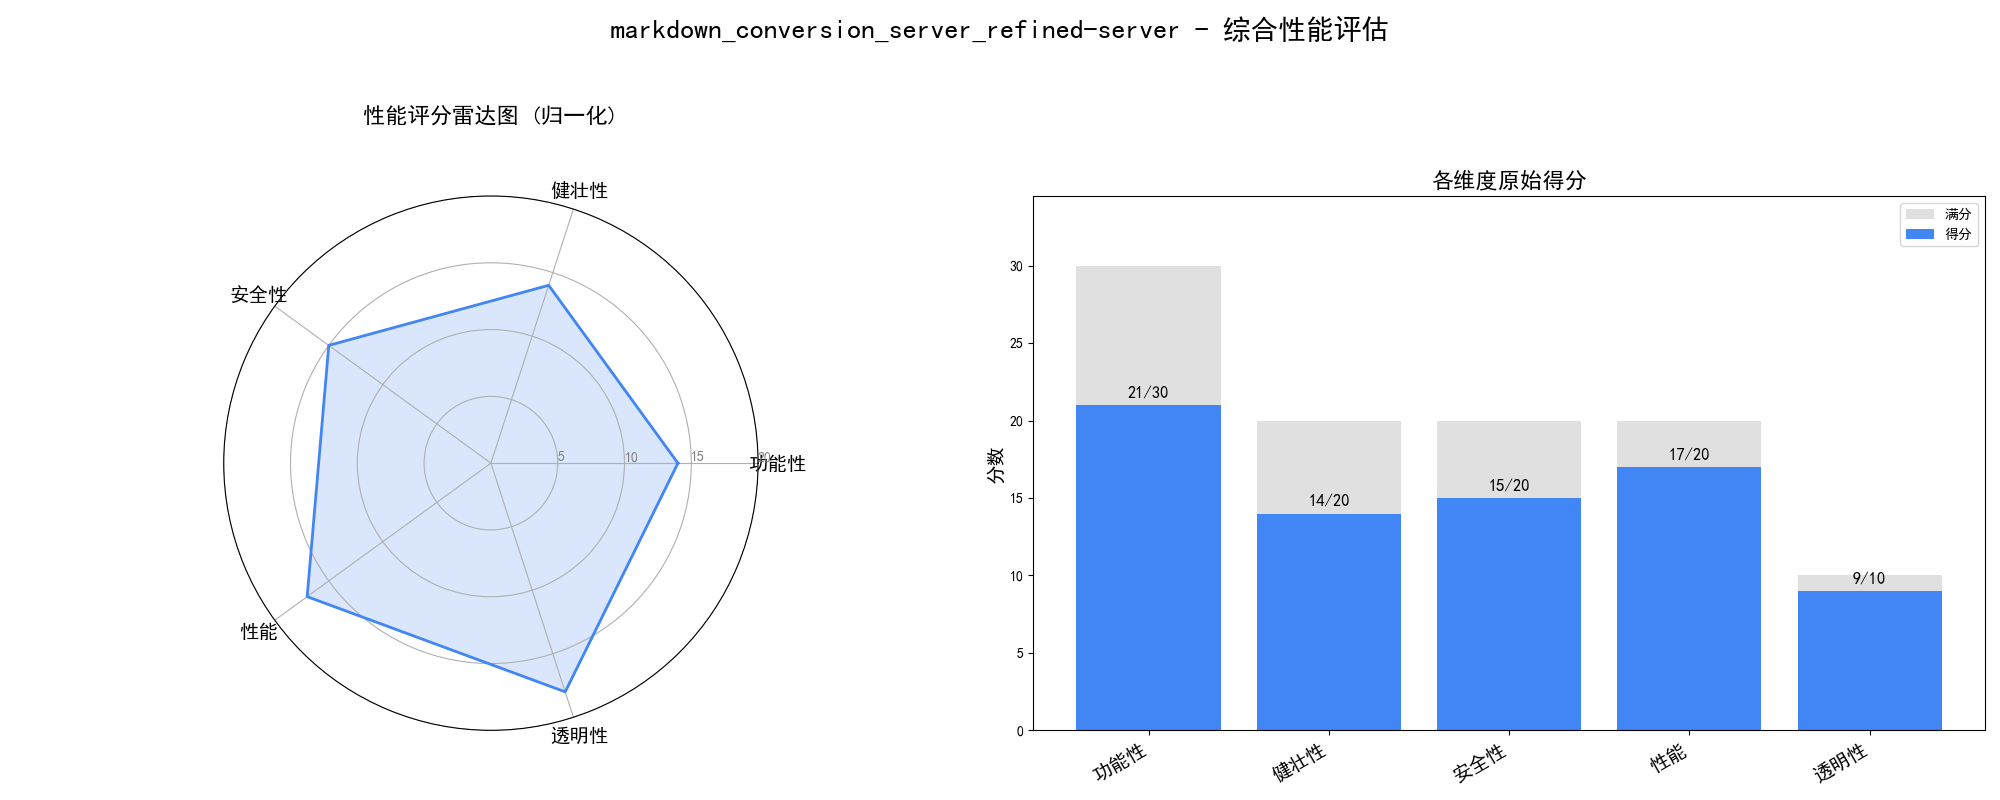 markdown_conversion_server_refined-server - 综合性能评估
性能评分雷达图 (归一化)
健壮性
安全性
功能性
性能
透明性
5
10
15
20
各维度原始得分
满分
得分
分数
30
25
20
15
10
5
0
21/30
14/20
15/20
17/20
9/10
功能性
健壮性
安全性
性能
透明性